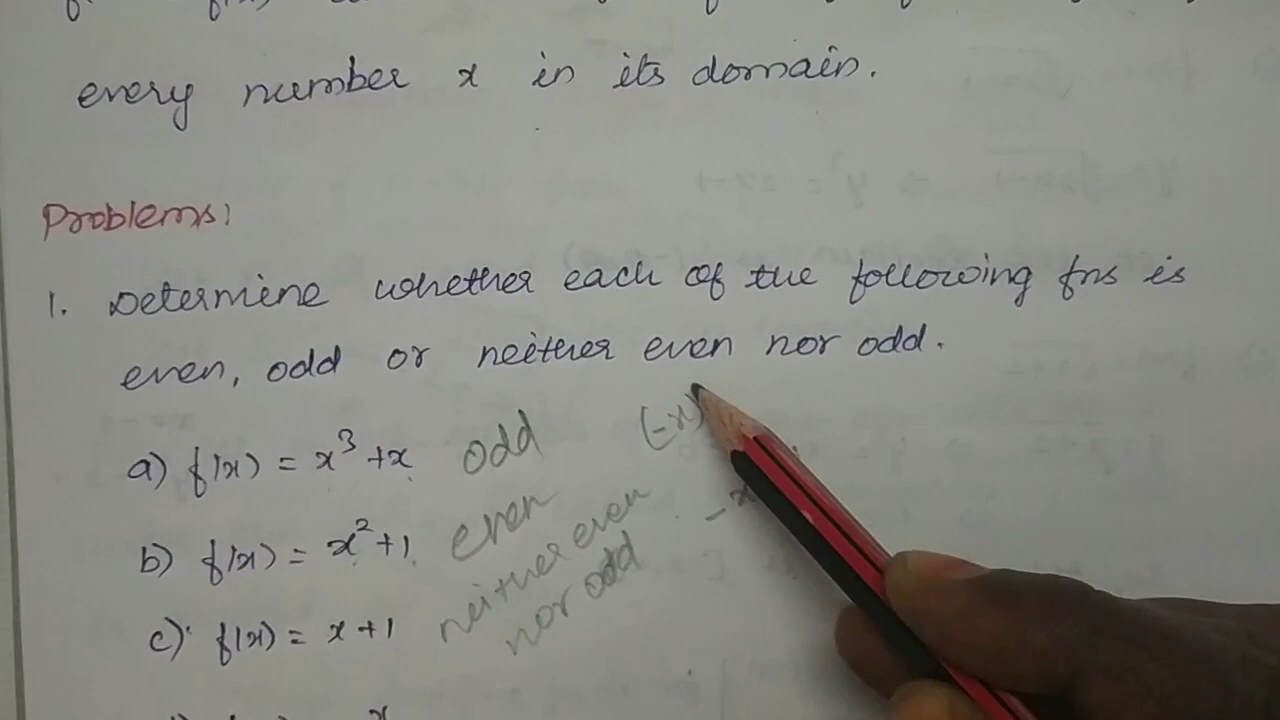 every number x in its domain.
Problems:
1. Determine whether each of the following fns is
even, odd or neither even nor odd.
a) f(x) = x³+x odd (-x)
b) f(x) = x²+1 even -x
c) f(x) = x+1 neither even
nor odd